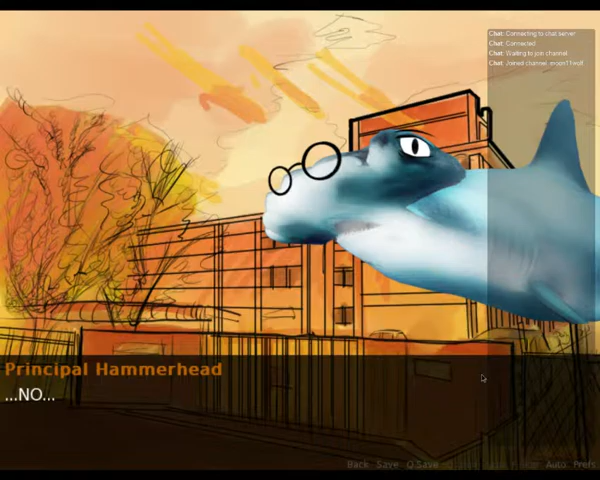 Chat: Connecting to chat server
Chat: Connected
Chat: Waiting to join channel
Chat: Joined channel
Principal Hammerhead
...NO...
Back Save Q.Save
Auto Prefs